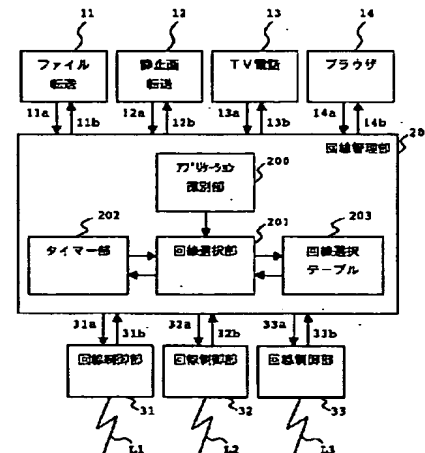 11
12
13
14
ファイル
転送
静止画
転送
TV電話
ブラウザ
11a
11b
12a
12b
13a
13b
14a
14b
回線管理部
20
200
アプリケーション
識別部
202
201
203
タイマー部
回線選択部
回線選択
テーブル
31a
31b
32a
32b
33a
33b
回線制御部
回線制御部
回線制御部
31
32
33
L1
L2
L3